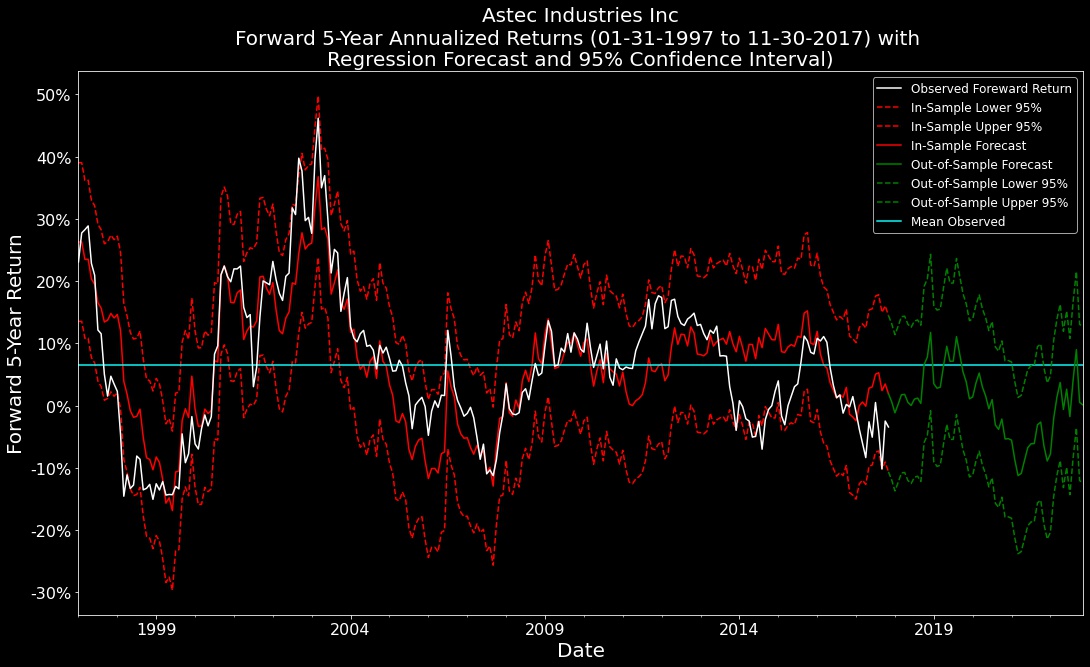 Astec Industries Inc
Forward 5-Year Annualized Returns (01-31-1997 to 11-30-2017) with
Regression Forecast and 95% Confidence Interval)
Observed Foreward Return
In-Sample Lower 95%
In-Sample Upper 95%
In-Sample Forecast
Out-of-Sample Forecast
Out-of-Sample Lower 95%
Out-of-Sample Upper 95%
Mean Observed
Forward 5-Year Return
50%
40%
30%
20%
10%
0%
-10%
-20%
-30%
1999
2004
2009
2014
2019
Date